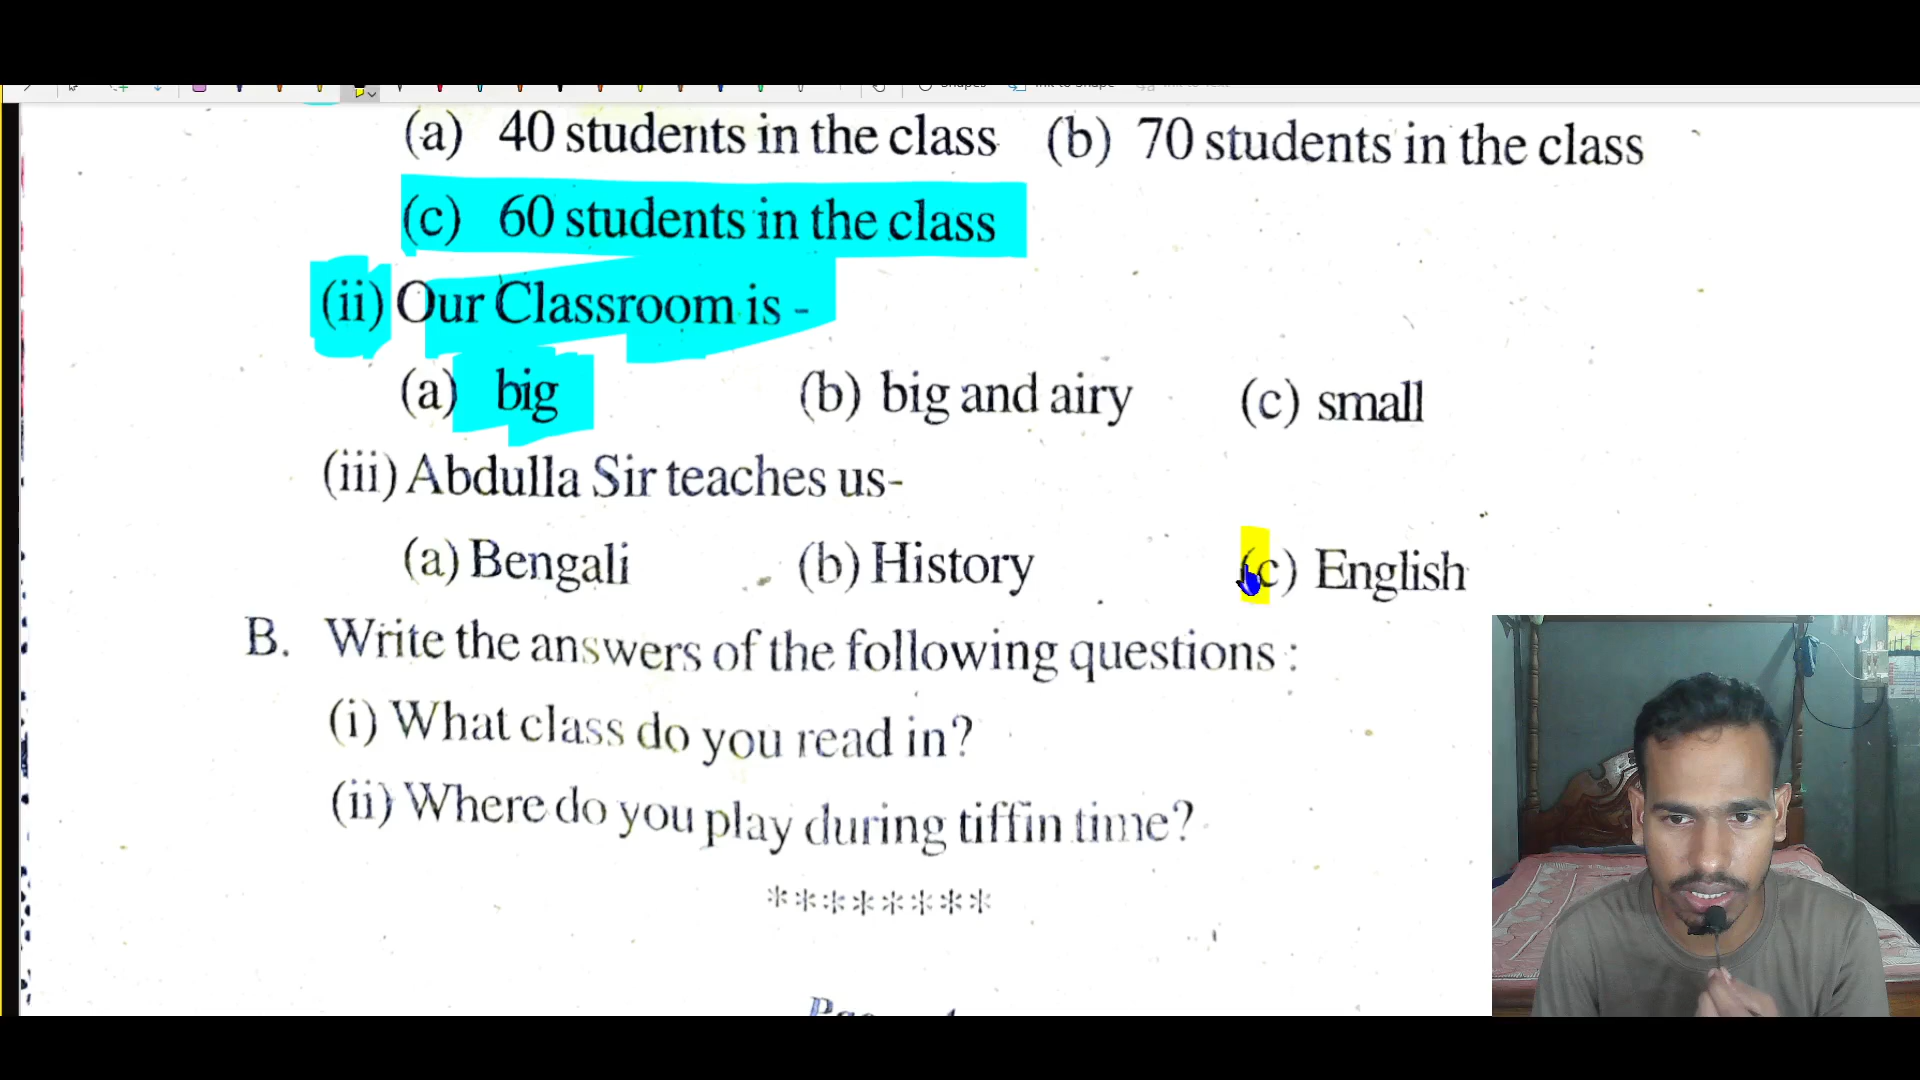 (a) 40 students in the class (b) 70 students in the class
(c) 60 students in the class
(ii) Our Classroom is -
(a) big (b) big and airy (c) small
(iii) Abdulla Sir teaches us-
(a) Bengali (b) History (c) English
B. Write the answers of the following questions :
(i) What class do you read in?
(ii) Where do you play during tiffin time?
********